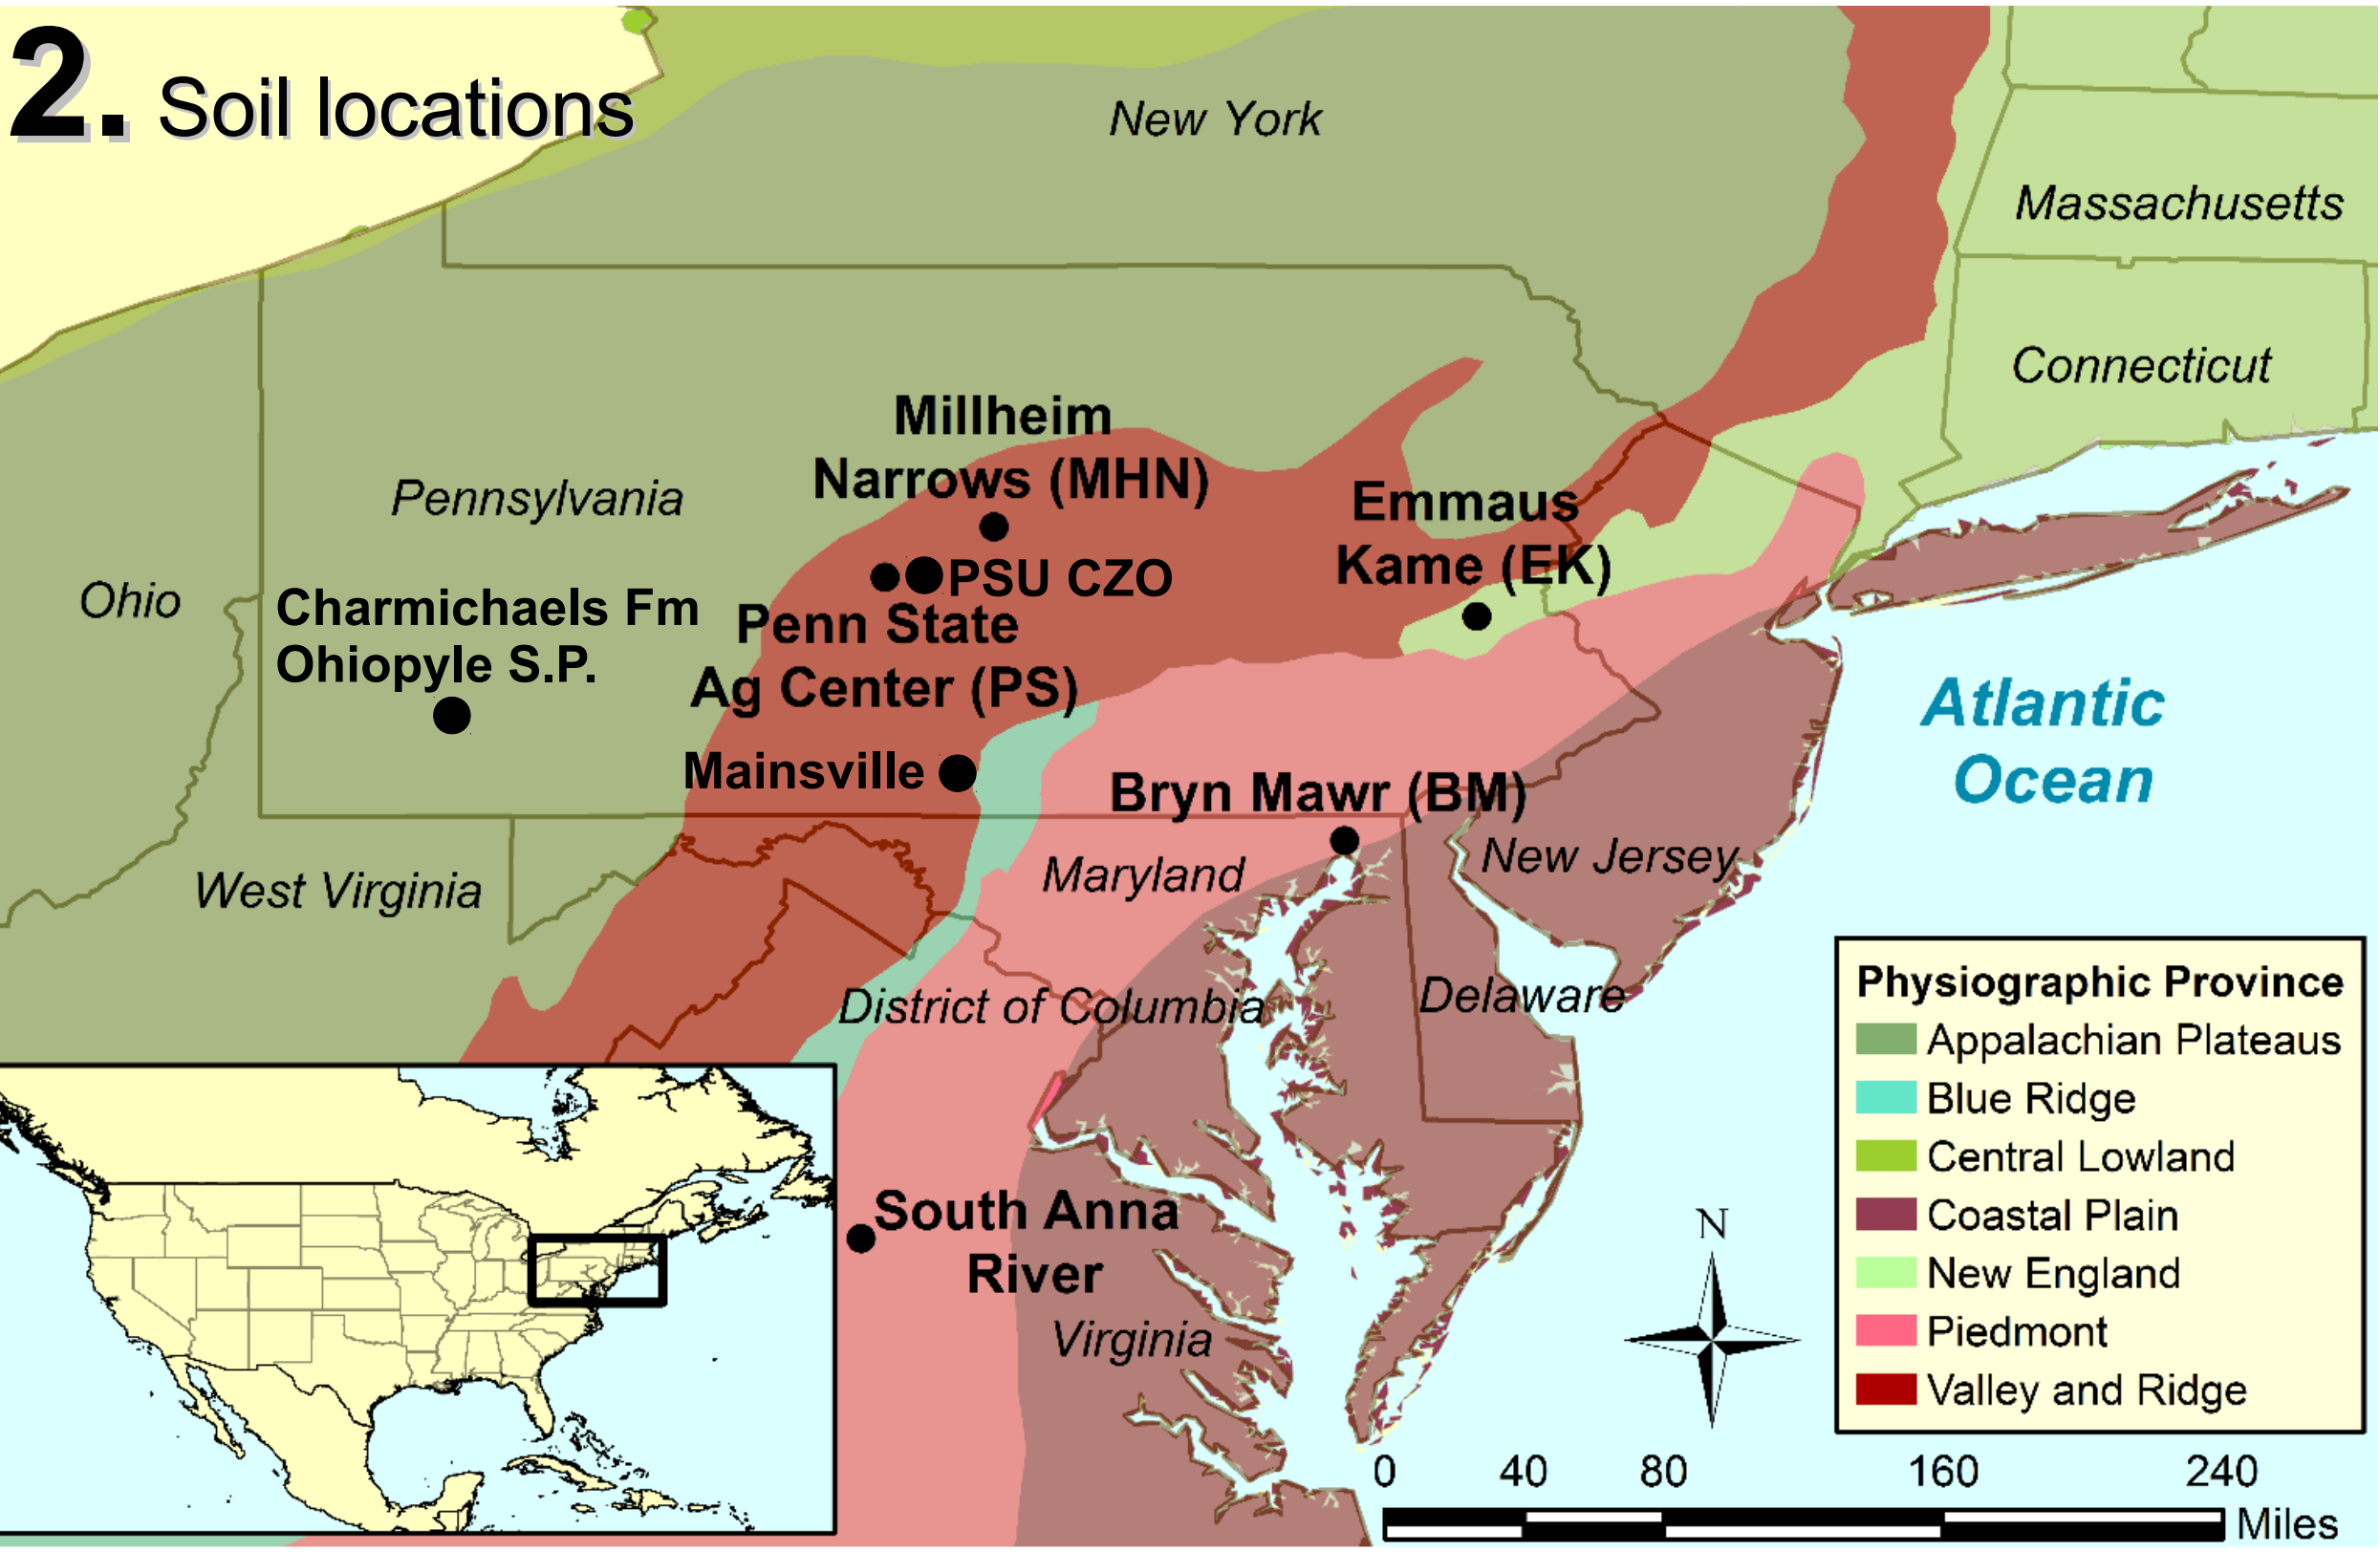 2. Soil locations
New York
Massachusetts
Connecticut
Millheim
Narrows (MHN)
Pennsylvania
Emmaus
Kame (EK)
PSU CZO
Ohio
Charmichaels Fm
Ohiopyle S.P.
Penn State
Ag Center (PS)
Atlantic
Ocean
Mainsville
Bryn Mawr (BM)
New Jersey
Maryland
West Virginia
District of Columbia
Delaware
South Anna
River
Virginia
Physiographic Province
Appalachian Plateaus
Blue Ridge
Central Lowland
Coastal Plain
New England
Piedmont
Valley and Ridge
N
0 40 80 160 240
Miles